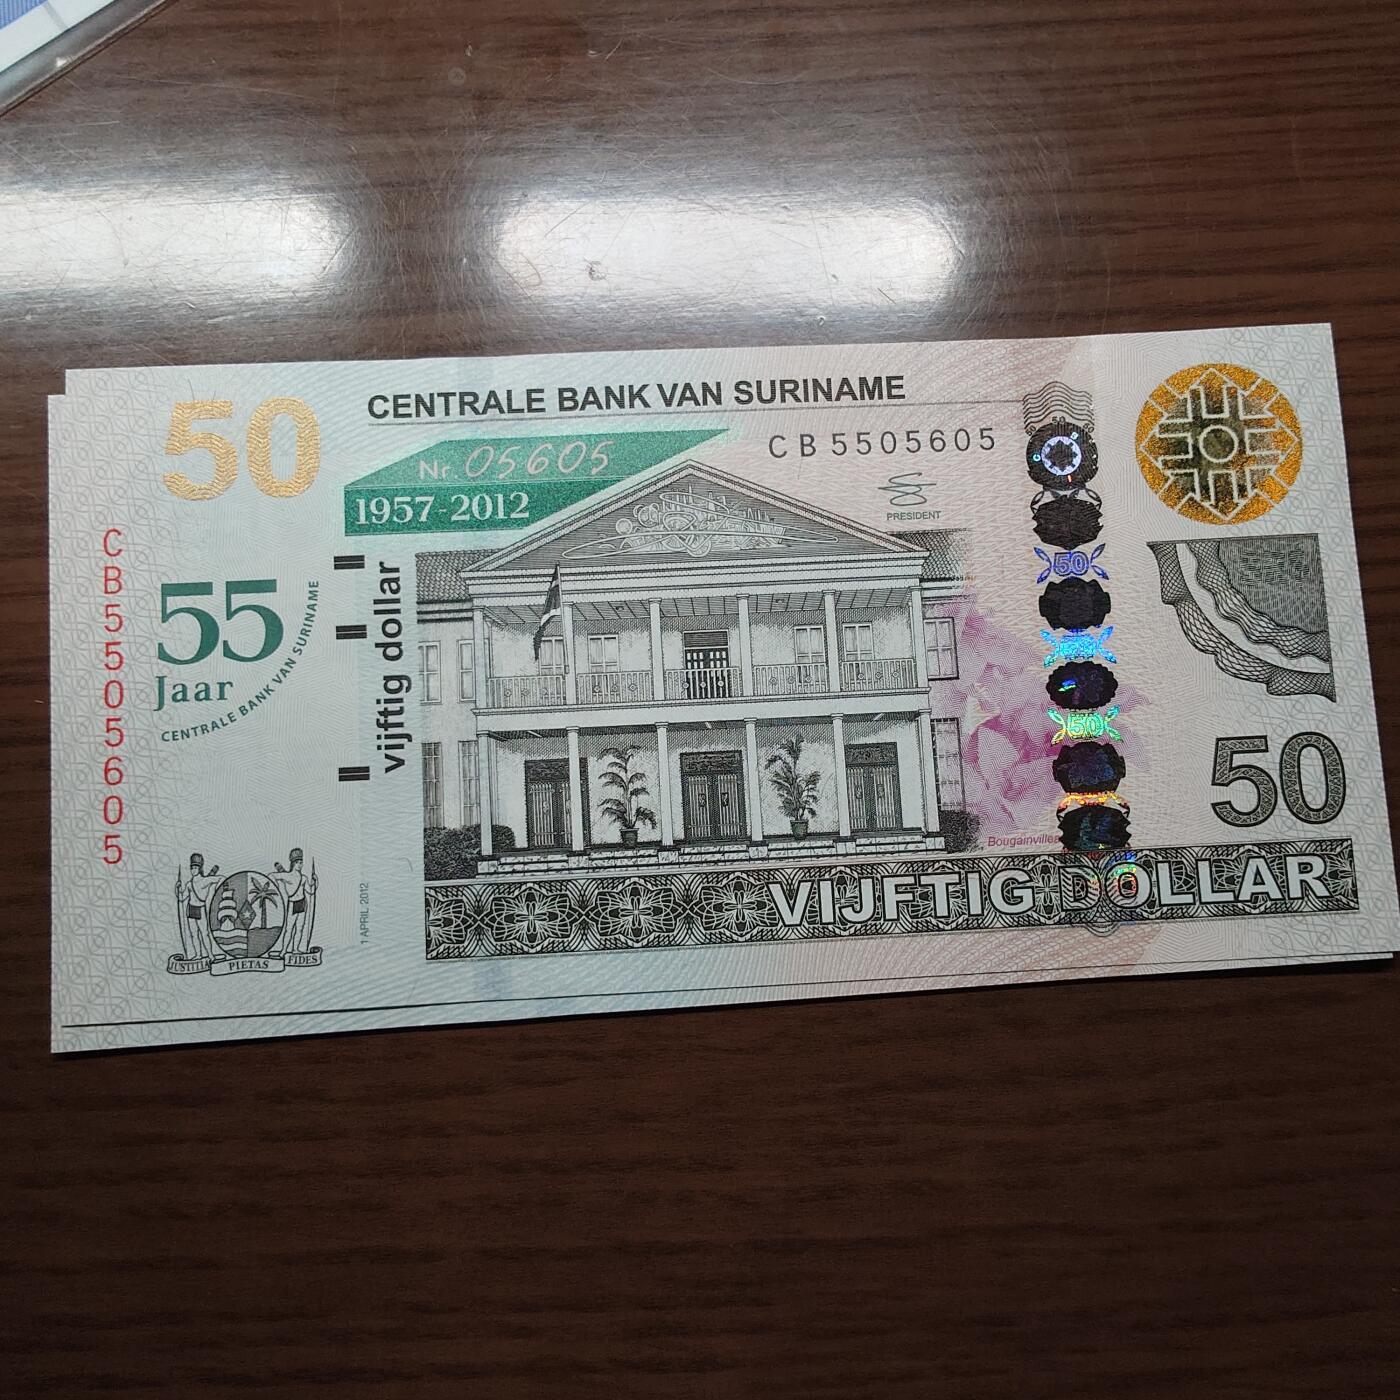 CENTRALE BANK VAN SURINAME
50
Nr. 05605
CB5505605
1957-2012
PRESIDENT
CB5505605
55
Jaar
CENTRALE BANK VAN SURINAME
vijftig dollar
50
50
50
Bougainvillea
VIJFTIG DOLLAR
1 APRIL 2012
JUSTITIA PIETAS FIDES